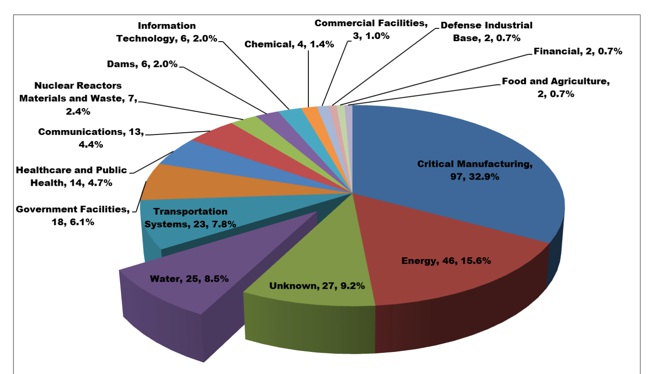 Information
Technology, 6, 2.0%
Commercial Facilities,
3, 1.0%
Defense Industrial
Base, 2, 0.7%
Chemical, 4, 1.4%
Financial, 2, 0.7%
Dams, 6, 2.0%
Food and Agriculture,
2, 0.7%
Nuclear Reactors
Materials and Waste, 7,
2.4%
Communications, 13,
4.4%
Critical Manufacturing,
97, 32.9%
Healthcare and Public
Health, 14, 4.7%
Government Facilities,
18, 6.1%
Transportation
Systems, 23, 7.8%
Energy, 46, 15.6%
Water, 25, 8.5%
Unknown, 27, 9.2%